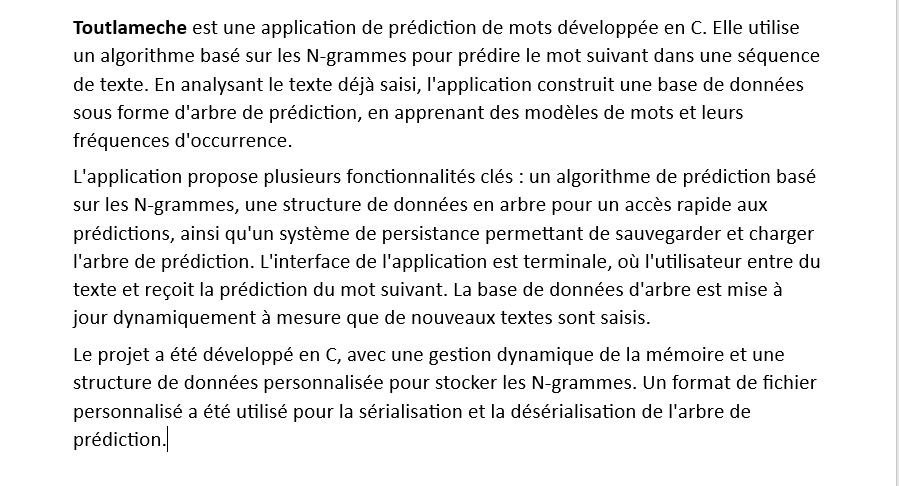 Toutlameche est une application de prédiction de mots développée en C. Elle utilise
un algorithme basé sur les N-grammes pour prédire le mot suivant dans une séquence
de texte. En analysant le texte déjà saisi, l'application construit une base de données
sous forme d'arbre de prédiction, en apprenant des modèles de mots et leurs
fréquences d'occurrence.
L'application propose plusieurs fonctionnalités clés : un algorithme de prédiction basé
sur les N-grammes, une structure de données en arbre pour un accès rapide aux
prédictions, ainsi qu'un système de persistance permettant de sauvegarder et charger
l'arbre de prédiction. L'interface de l'application est terminale, où l'utilisateur entre du
texte et reçoit la prédiction du mot suivant. La base de données d'arbre est mise à
jour dynamiquement à mesure que de nouveaux textes sont saisis.
Le projet a été développé en C, avec une gestion dynamique de la mémoire et une
structure de données personnalisée pour stocker les N-grammes. Un format de fichier
personnalisé a été utilisé pour la sérialisation et la désérialisation de l'arbre de
prédiction.